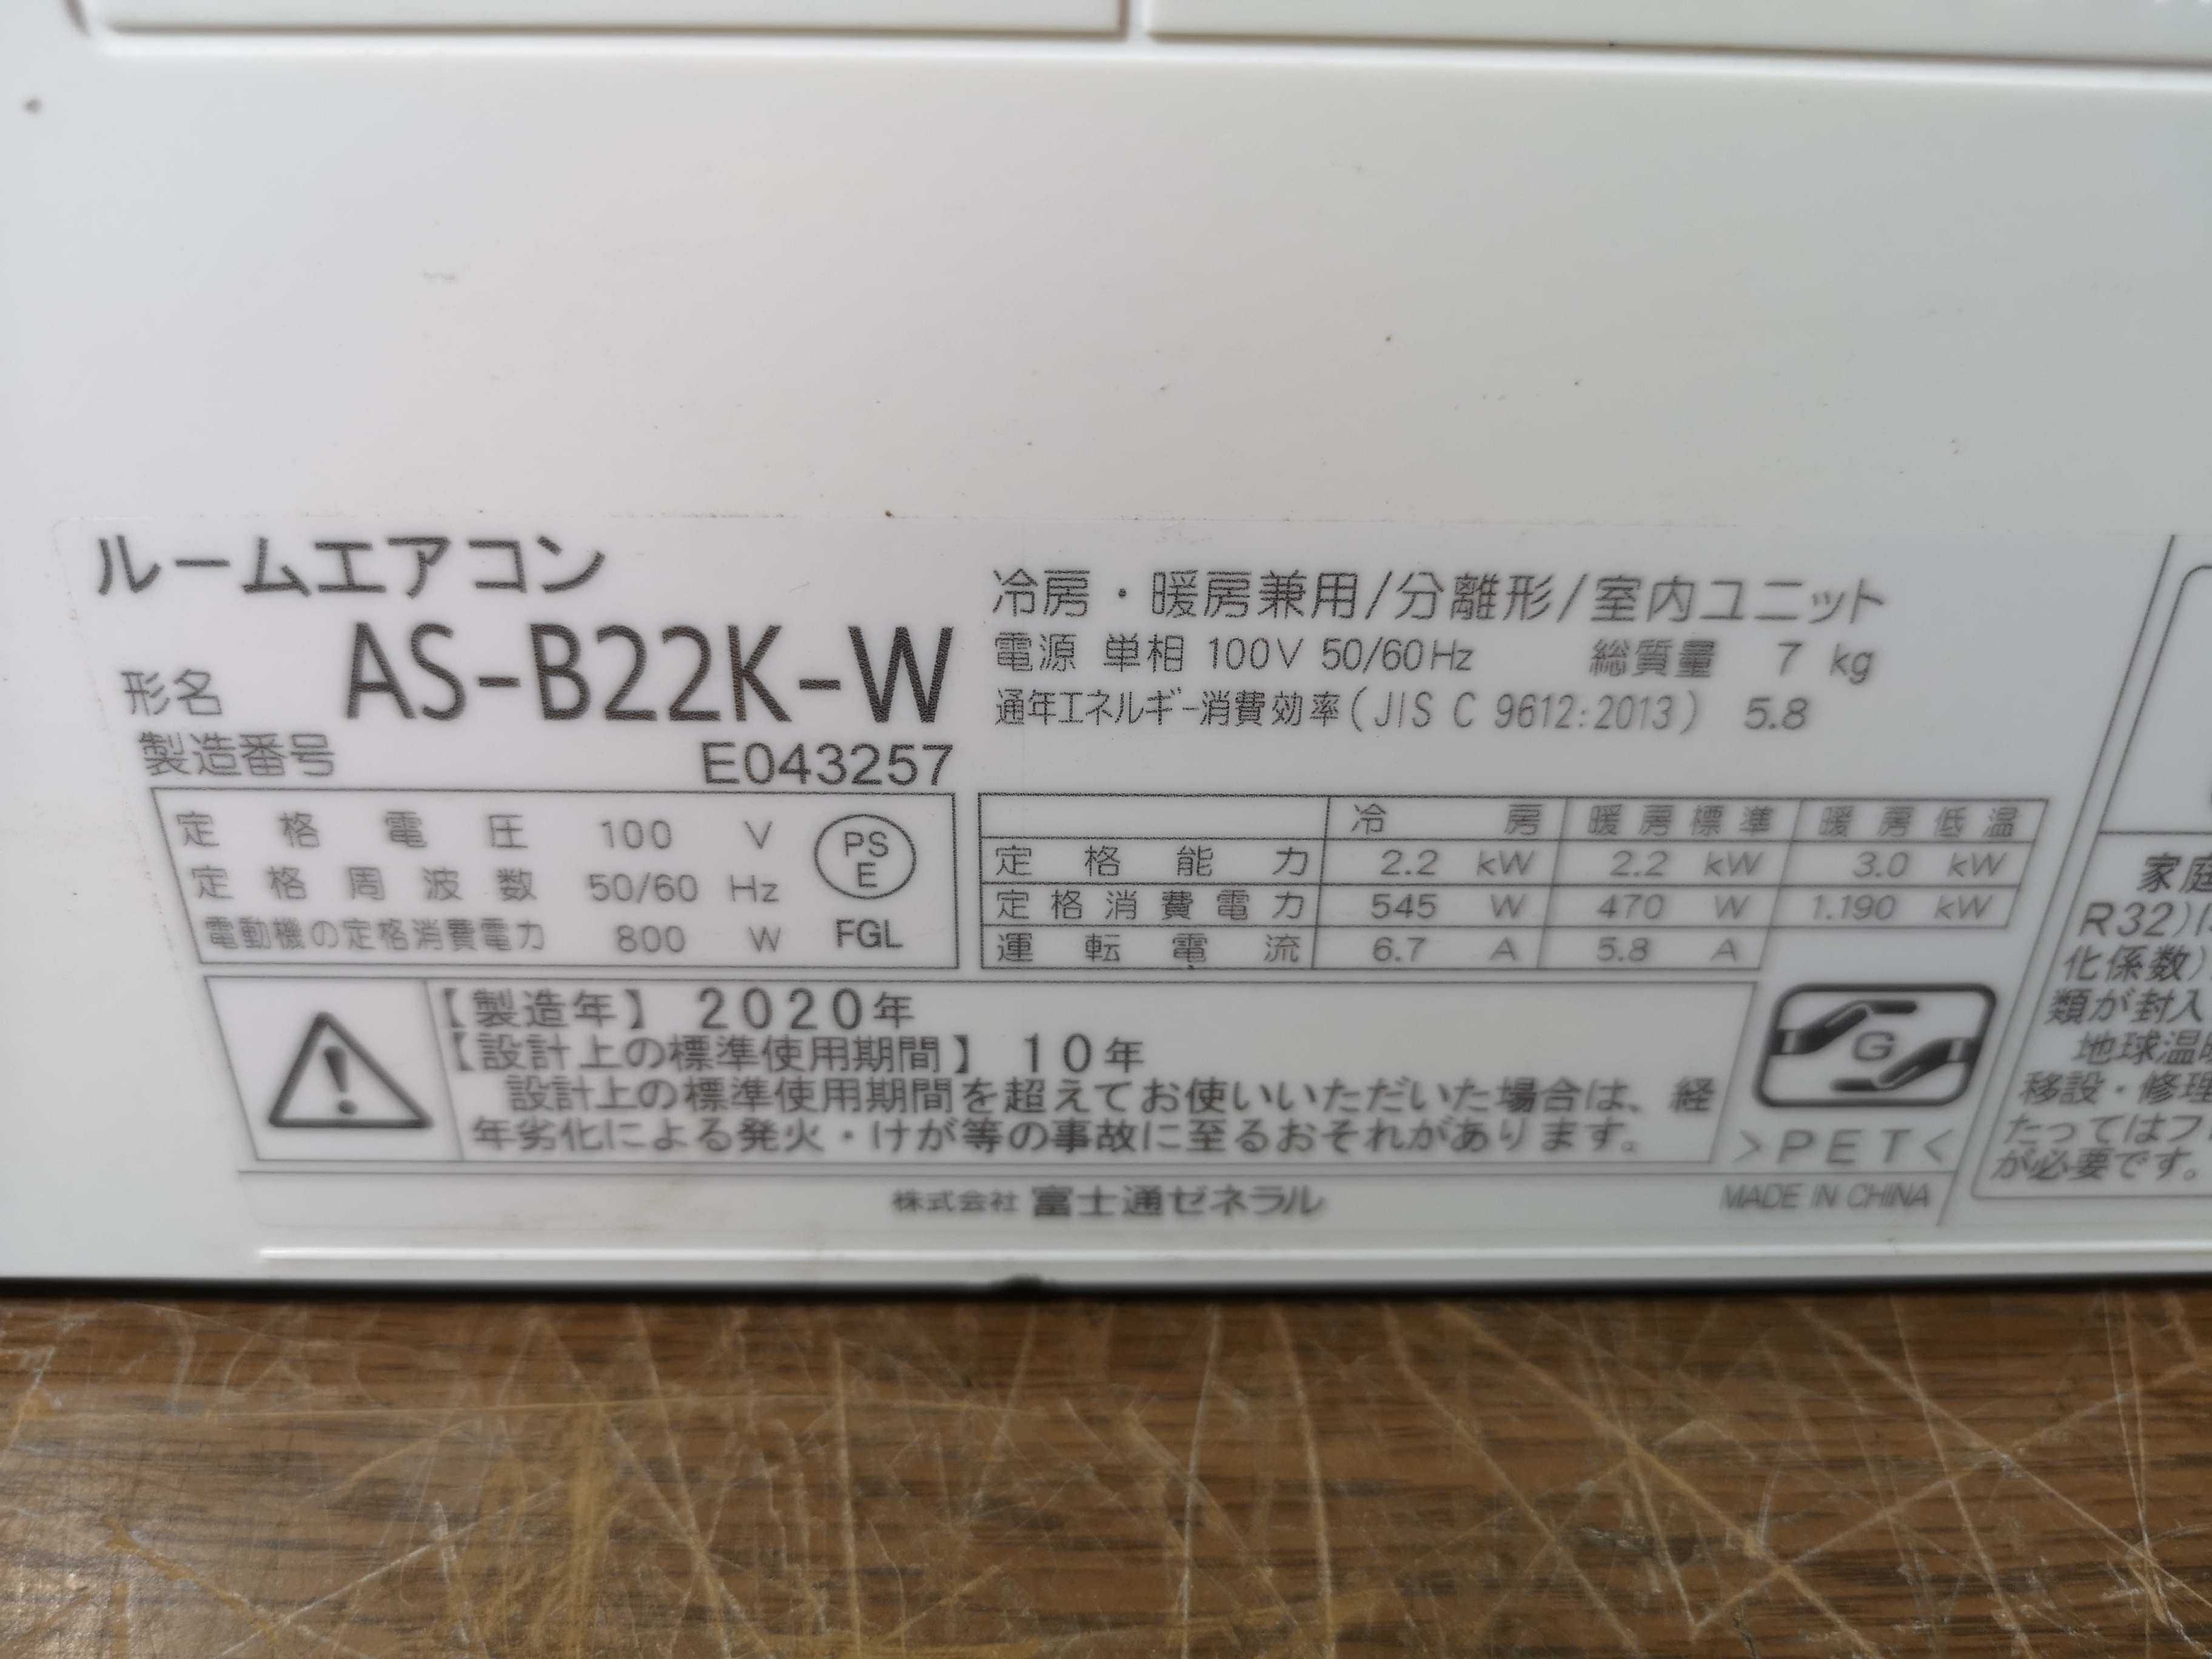 ルームエアコン
形名 AS-B22K-W
製造番号 E043257
冷房・暖房兼用/分離形/室内ユニット
電源 単相 100V 50/60Hz 総質量 7 kg
通年エネルギー消費効率(JIS C 9612:2013) 5.8
定格電圧 100 V
定格周波数 50/60 Hz
電動機の定格消費電力 800 W
PS
E
FGL
冷房 暖房標準 暖房低温
定格能力 2.2 kW 2.2 kW 3.0 kW
定格消費電力 545 W 470 W 1.190 kW
運転電流 6.7 A 5.8 A
【製造年】 2020年
【設計上の標準使用期間】 10年
設計上の標準使用期間を超えてお使いいただいた場合は、経
年劣化による発火・けが等の事故に至るおそれがあります。
G
>PET<
株式会社 富士通ゼネラル
MADE IN CHINA
家庭
R32)
化係数)
類が封入
地球温暖
移設・修理
たってはフ
が必要です。